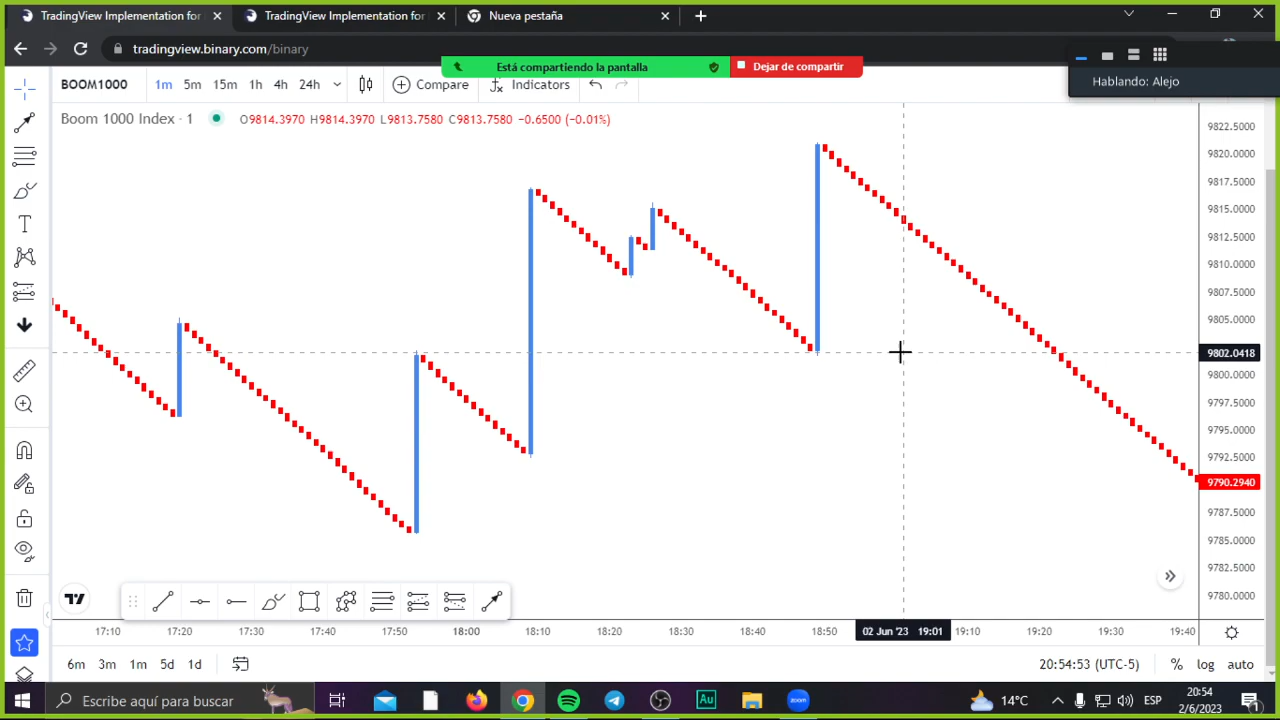 TradingView Implementation for
TradingView Implementation for
Nueva pestaña
tradingview.binary.com/binary
Está compartiendo la pantalla
Dejar de compartir
Hablando: Alejo
BOOM1000
1m 5m 15m 1h 4h 24h
Compare
Indicators
Boom 1000 Index · 1
O9814.3970 H9814.3970 L9813.7580 C9813.7580 −0.6500 (−0.01%)
9822.5000
9820.0000
9817.5000
9815.0000
9812.5000
9810.0000
9807.5000
9805.0000
9802.0418
9800.0000
9797.5000
9795.0000
9792.5000
9790.2940
9787.5000
9785.0000
9782.5000
9780.0000
17:10 17:20 17:30 17:40 17:50 18:00 18:10 18:20 18:30 18:40 18:50 02 Jun '23 19:01 19:10 19:20 19:30 19:40
6m 3m 1m 5d 1d
20:54:53 (UTC-5)
% log auto
Escribe aquí para buscar
Au
zoom
14°C
ESP
20:54
2/6/2023
1